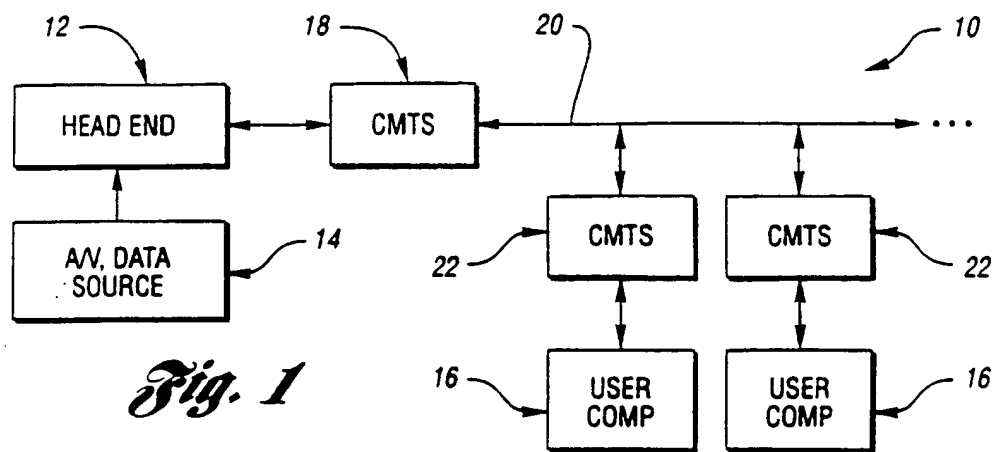 12
18
20
10
HEAD END
CMTS
...
A/V, DATA
SOURCE
14
22
CMTS
CMTS
22
16
USER
COMP
USER
COMP
16
Fig. 1